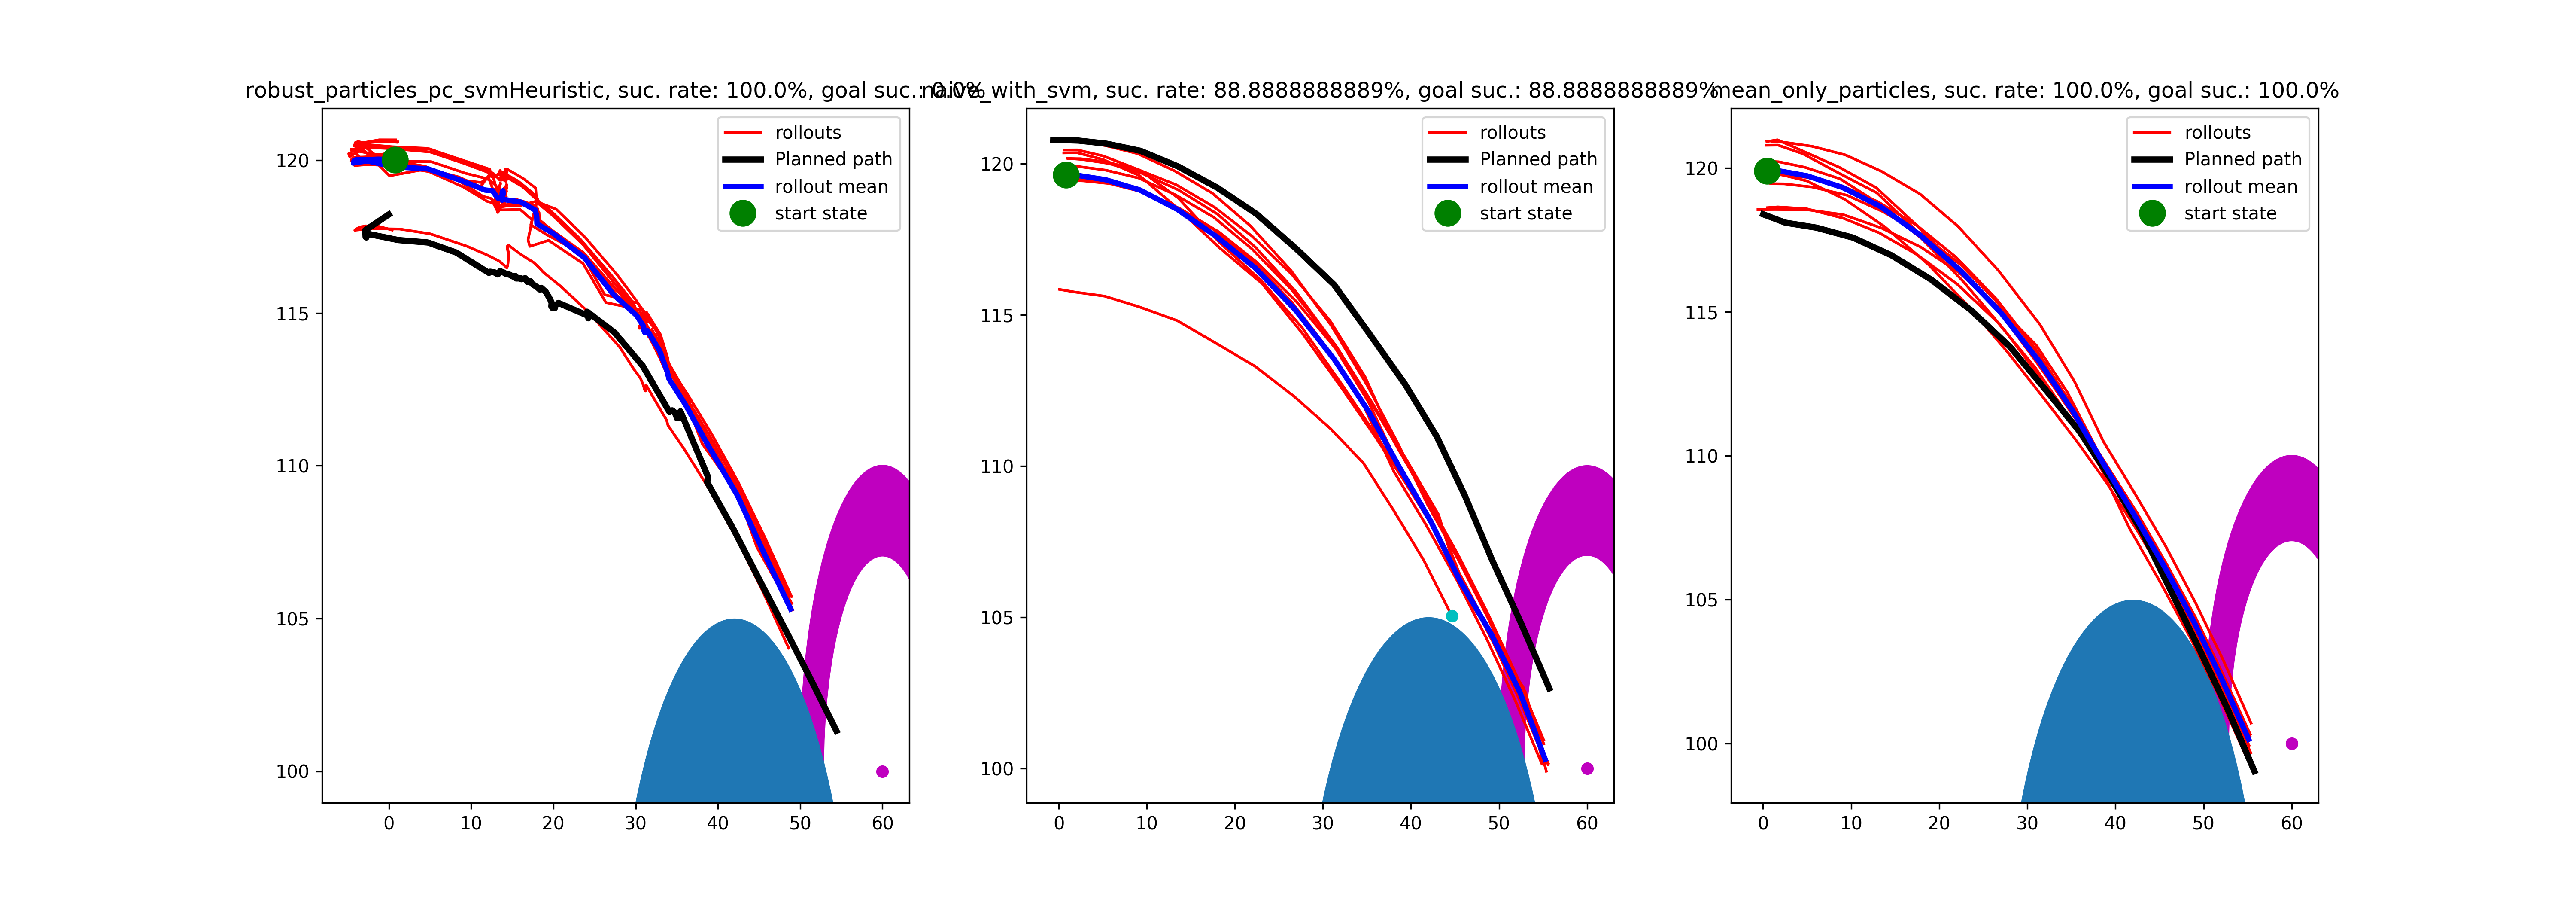 robust_particles_pc_svmHeuristic, suc. rate: 100.0%, goal suc.: 0.0%
naive_with_svm, suc. rate: 88.8888888889%, goal suc.: 88.8888888889%
mean_only_particles, suc. rate: 100.0%, goal suc.: 100.0%
rollouts
Planned path
rollout mean
start state
120
115
110
105
100
0
10
20
30
40
50
60
rollouts
Planned path
rollout mean
start state
120
115
110
105
100
0
10
20
30
40
50
60
rollouts
Planned path
rollout mean
start state
120
115
110
105
100
0
10
20
30
40
50
60